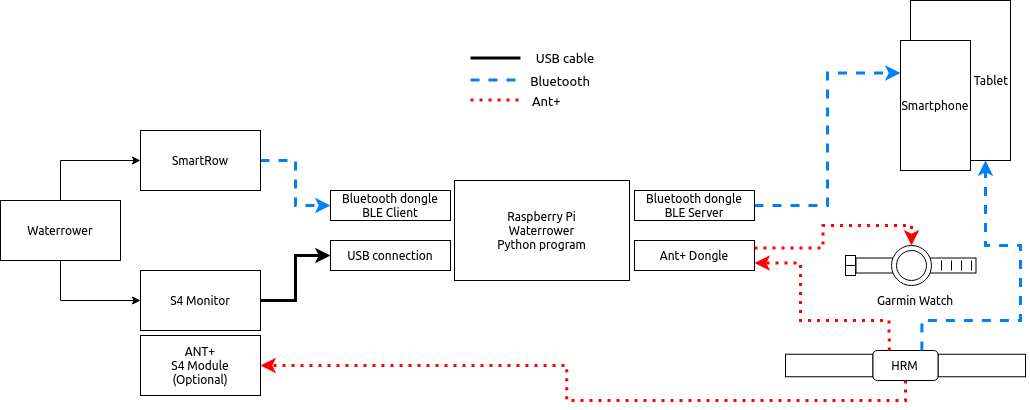 USB cable
Bluetooth
Ant+
Tablet
Smartphone
SmartRow
Bluetooth dongle
BLE Client
Raspberry Pi
Waterrower
Python program
Bluetooth dongle
BLE Server
Waterrower
USB connection
Ant+ Dongle
S4 Monitor
Garmin Watch
ANT+
S4 Module
(Optional)
HRM